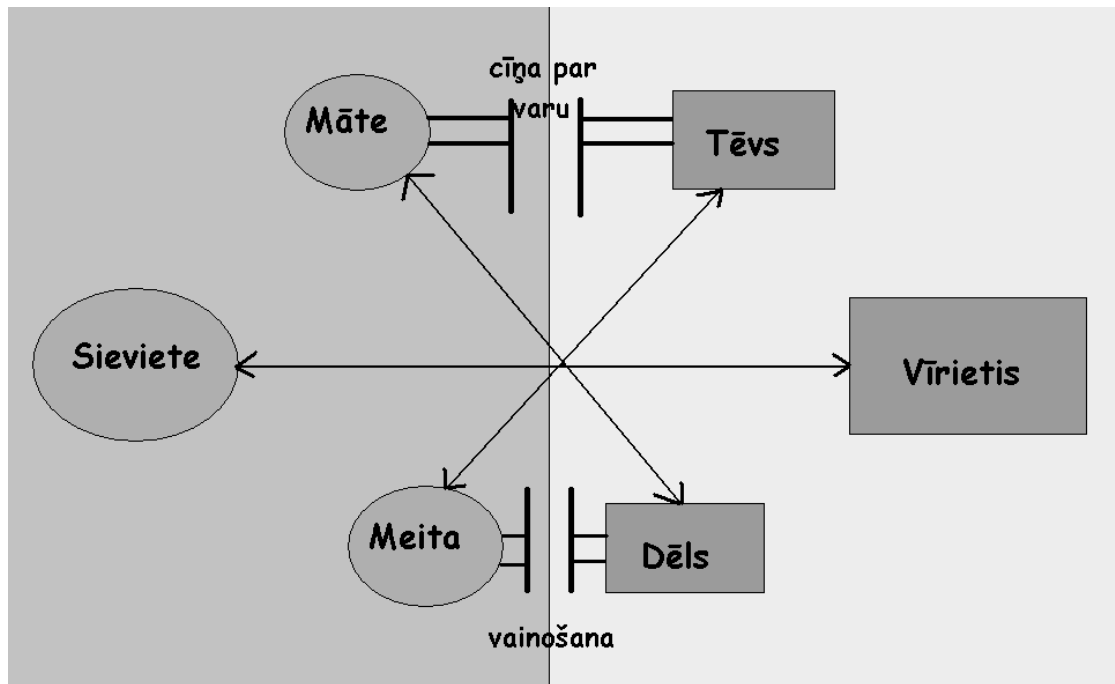 cīņa par
varu
Māte
Tēvs
Sieviete
Vīrietis
Meita
Dēls
vainošana